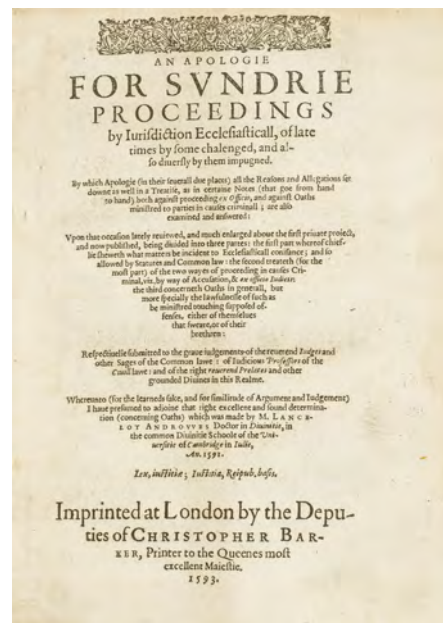 AN APOLOGIE
FOR SVNDRIE
PROCEEDINGS
by Iurisdiction Ecclesiasticall, of late
times by some chalenged, and al-
so diuersly by them impugned.
By which Apologie (in their seuerall due places) all the Reasons and Allegations set
downe as well in a Treatise, as in certaine Notes (that goe from hand
to hand) both against proceeding ex Officio, and against Oaths
ministred to parties in causes criminall; are also
examined and answered:
Vpon that occasion lately reuiewed, and much enlarged aboue the first priuate proiect,
and now published, being diuided into three partes: the first part whereof chief-
lie sheweth what matters be incident to Ecclesiasticall conisance; and so
allowed by Statutes and Common law: the second treateth (for the
most part) of the two wayes of proceeding in causes Cri-
minal, viz. by way of Accusation, & ex officio Iudicis:
the third concerneth Oaths in generall, but
more specially the lawfulnesse of such as
be ministred touching supposed of-
fenses, either of themselues
that sweare, or of their
brethren:
Respectiuelie submitted to the graue iudgements of the reuerend Iudges and
other Sages of the Common lawe: of Iudicious Professors of the
Ciuill lawe: and of the right reuerend Prelates and other
grounded Diuines in this Realme.
Whereunto (for the learneds sake, and for similitude of Argument and Iudgement)
I haue presumed to adioine that right excellent and sound determina-
tion (concerning Oaths) which was made by M. LANCE-
LOT ANDROVVES Doctor in Diuinitie, in
the common Diuinitie Schoole of the Vni-
uersitie of Cambridge in Iulie,
An. 1591.
Lex, iustitiæ; Iustitia, Reipub. basis.
Imprinted at London by the Depu-
ties of CHRISTOPHER BAR-
KER, Printer to the Queenes most
excellent Maiestie.
1593.